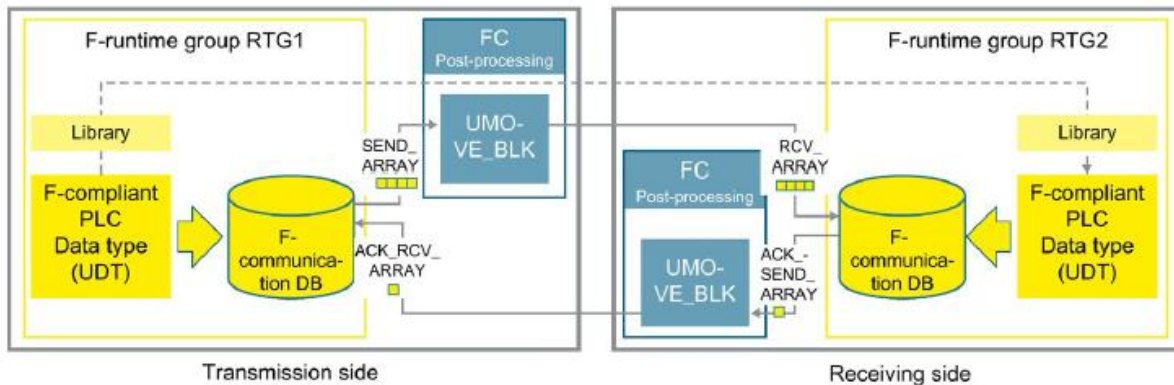 F-runtime group RTG1
FC
Post-processing
UMO-
VE_BLK
Library
F-compliant
PLC
Data type
(UDT)
F-
communica-
tion DB
SEND_
ARRAY
ACK_RCV_
ARRAY
Transmission side
F-runtime group RTG2
FC
Post-processing
UMO-
VE_BLK
RCV_
ARRAY
ACK_-
SEND_
ARRAY
F-
communica-
tion DB
Library
F-compliant
PLC
Data type
(UDT)
Receiving side